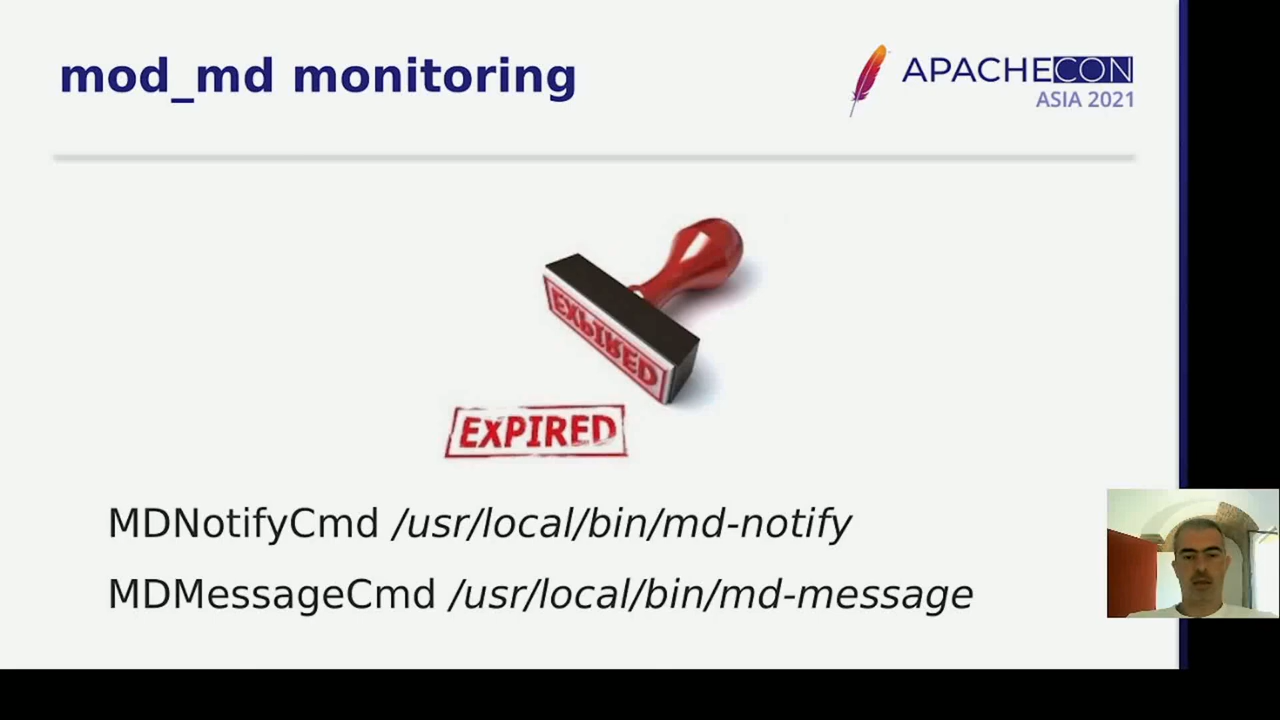 mod_md monitoring
APACHECON
ASIA 2021
EXPIRED
EXPIRED
MDNotifyCmd /usr/local/bin/md-notify
MDMessageCmd /usr/local/bin/md-message